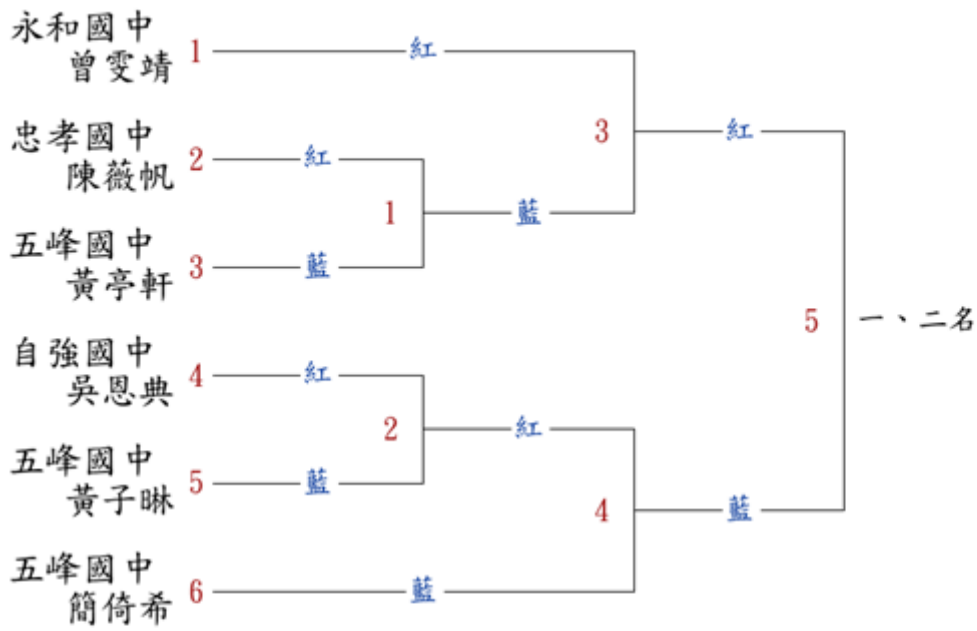 永和國中
曾雯靖 1 紅
3 紅
忠孝國中
陳薇帆 2 紅
1 藍
五峰國中
黃亭軒 3 藍
5 一、二名
自強國中
吳恩典 4 紅
2 紅
五峰國中
黃子晽 5 藍
4 藍
五峰國中
簡倚希 6 藍